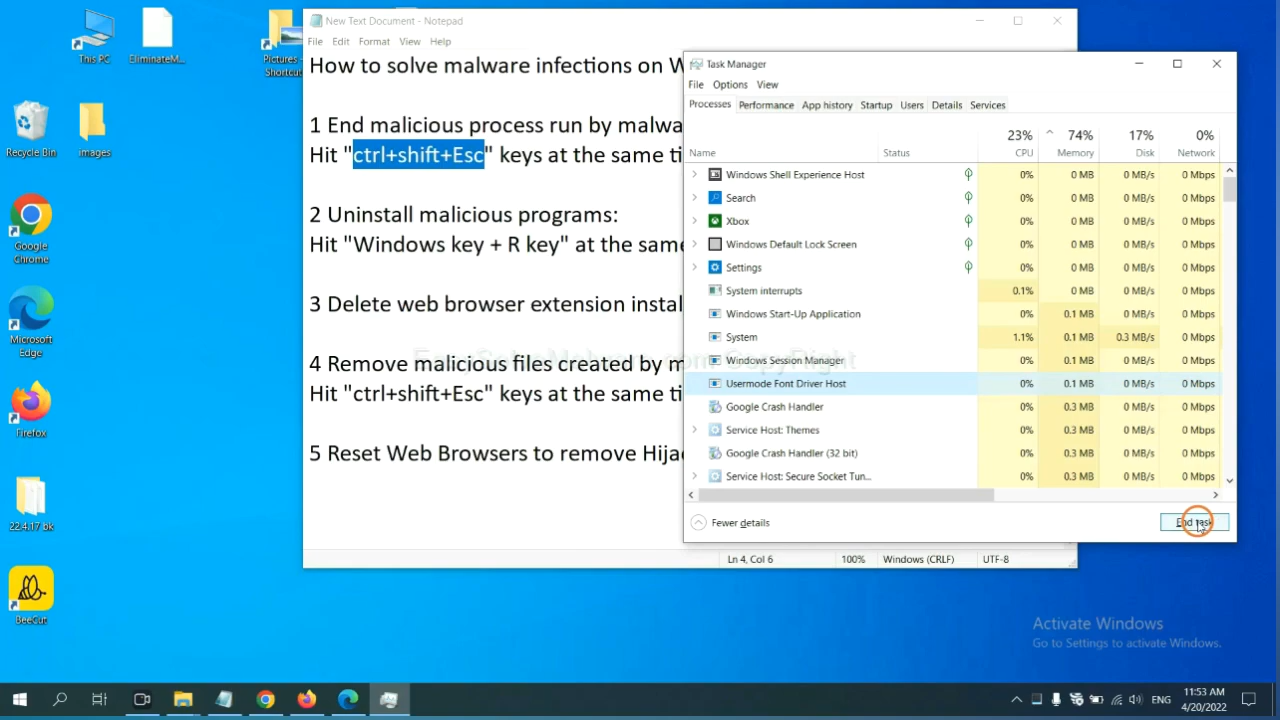 This PC
EliminateM...
Pictures - Shortcut
Recycle Bin
images
Google Chrome
Microsoft Edge
Firefox
22.4.17 bk
BeeCut
New Text Document - Notepad
File Edit Format View Help
How to solve malware infections on W
1 End malicious process run by malwa
Hit "ctrl+shift+Esc" keys at the same ti
2 Uninstall malicious programs:
Hit "Windows key + R key" at the same
3 Delete web browser extension instal
4 Remove malicious files created by m
Hit "ctrl+shift+Esc" keys at the same ti
5 Reset Web Browsers to remove Hija
Ln 4, Col 6 100% Windows (CRLF) UTF-8
Task Manager
File Options View
Processes Performance App history Startup Users Details Services
23% 74% 17% 0%
Name Status CPU Memory Disk Network
Windows Shell Experience Host 0% 0 MB 0 MB/s 0 Mbps
Search 0% 0 MB 0 MB/s 0 Mbps
Xbox 0% 0 MB 0 MB/s 0 Mbps
Windows Default Lock Screen 0% 0 MB 0 MB/s 0 Mbps
Settings 0% 0 MB 0 MB/s 0 Mbps
System interrupts 0.1% 0 MB 0 MB/s 0 Mbps
Windows Start-Up Application 0% 0.1 MB 0 MB/s 0 Mbps
System 1.1% 0.1 MB 0.3 MB/s 0 Mbps
Windows Session Manager 0% 0.1 MB 0 MB/s 0 Mbps
Usermode Font Driver Host 0% 0.1 MB 0 MB/s 0 Mbps
Google Crash Handler 0% 0.3 MB 0 MB/s 0 Mbps
Service Host: Themes 0% 0.3 MB 0 MB/s 0 Mbps
Google Crash Handler (32 bit) 0% 0.3 MB 0 MB/s 0 Mbps
Service Host: Secure Socket Tun... 0% 0.3 MB 0 MB/s 0 Mbps
Fewer details End task
CopyRight
Activate Windows
Go to Settings to activate Windows.
ENG
11:53 AM
4/20/2022